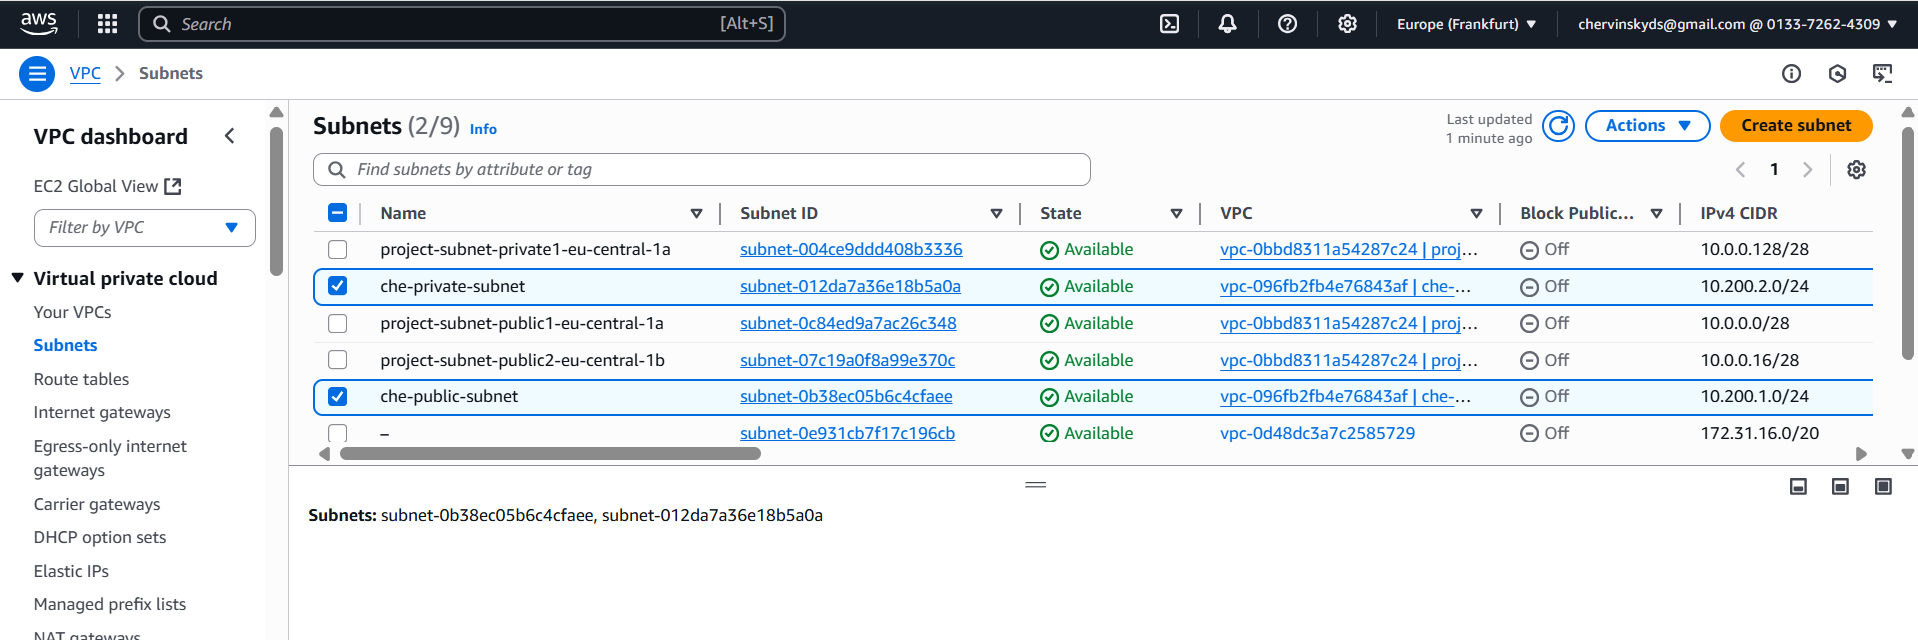 aws
Search [Alt+S] Europe (Frankfurt) chervinskyds@gmail.com @ 0133-7262-4309
VPC Subnets
VPC dashboard
EC2 Global View
Filter by VPC
Virtual private cloud
Your VPCs
Subnets
Route tables
Internet gateways
Egress-only internet
gateways
Carrier gateways
DHCP option sets
Elastic IPs
Managed prefix lists
NAT gateways
Subnets (2/9) Info
Last updated
1 minute ago
Actions
Create subnet
Find subnets by attribute or tag
1
Name Subnet ID State VPC Block Public... IPv4 CIDR
project-subnet-private1-eu-central-1a subnet-004ce9ddd408b3336 Available vpc-0bbd8311a54287c24 | proj... Off 10.0.0.128/28
che-private-subnet subnet-012da7a36e18b5a0a Available vpc-096fb2fb4e76843af | che-... Off 10.200.2.0/24
project-subnet-public1-eu-central-1a subnet-0c84ed9a7ac26c348 Available vpc-0bbd8311a54287c24 | proj... Off 10.0.0.0/28
project-subnet-public2-eu-central-1b subnet-07c19a0f8a99e370c Available vpc-0bbd8311a54287c24 | proj... Off 10.0.0.16/28
che-public-subnet subnet-0b38ec05b6c4cfaee Available vpc-096fb2fb4e76843af | che-... Off 10.200.1.0/24
– subnet-0e931cb7f17c196cb Available vpc-0d48dc3a7c2585729 Off 172.31.16.0/20
Subnets: subnet-0b38ec05b6c4cfaee, subnet-012da7a36e18b5a0a